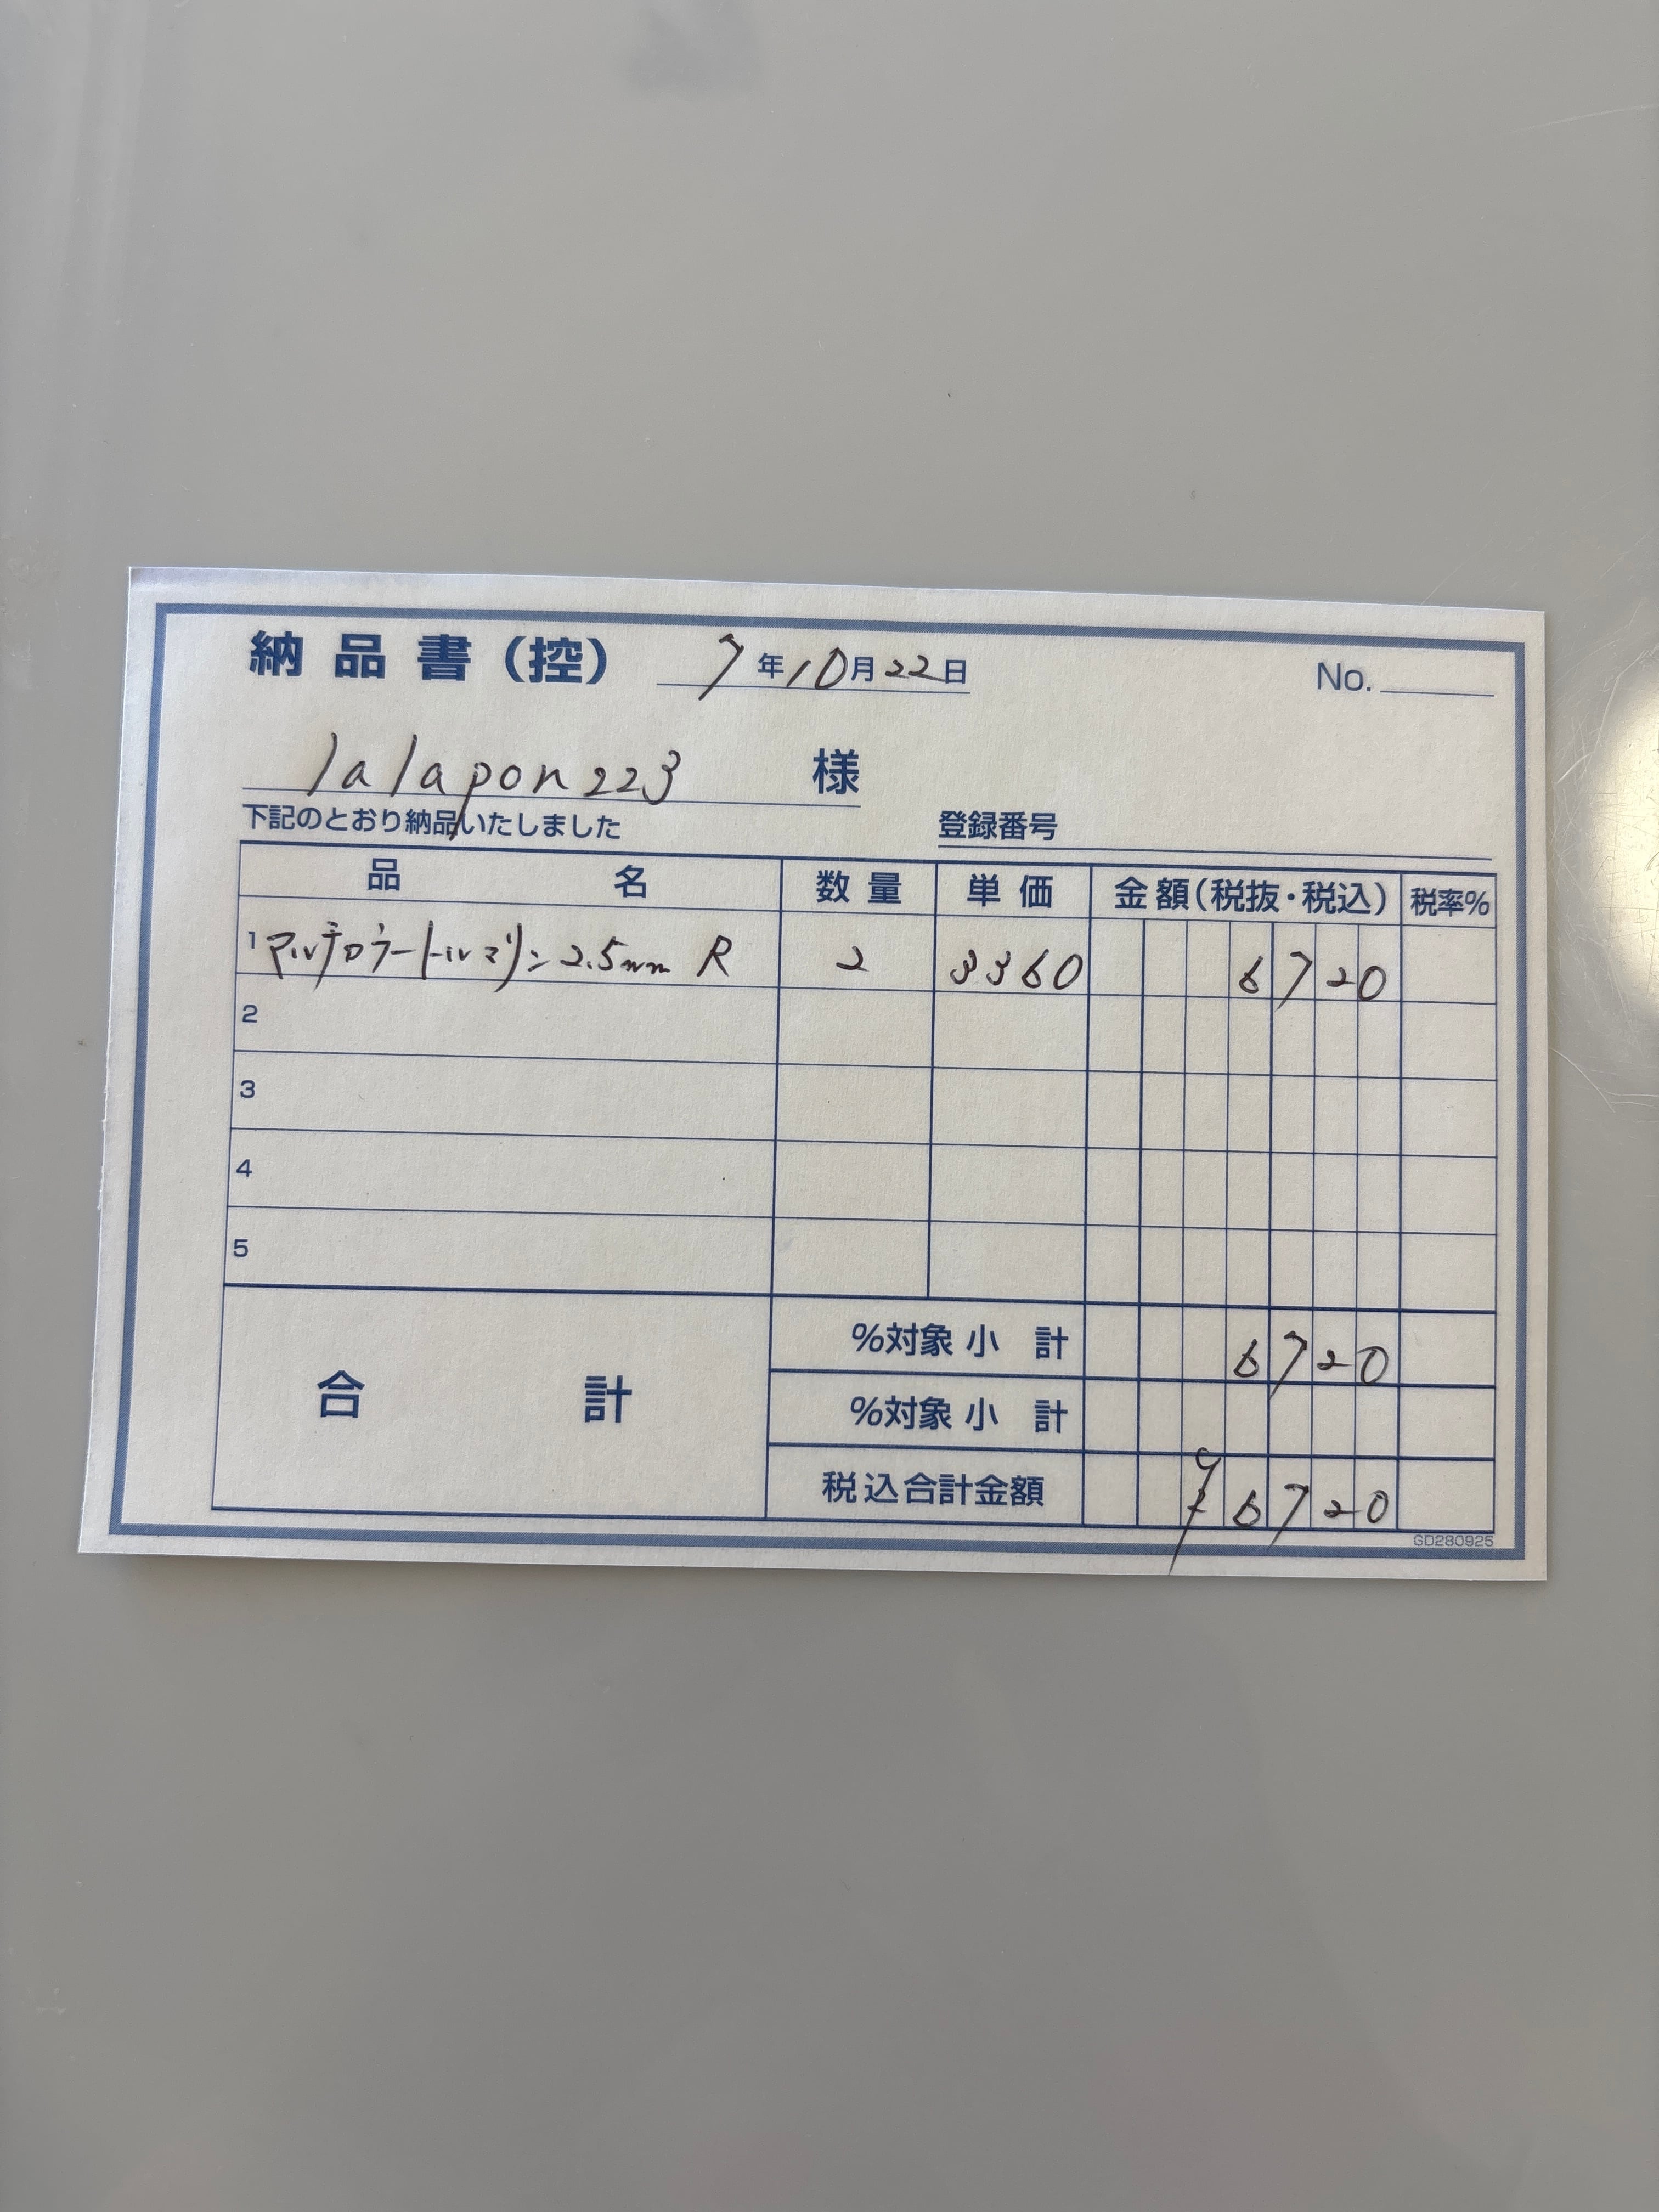 納品書(控) 7年10月22日 No.
lalapon223 様
下記のとおり納品いたしました 登録番号
品名 数量 単価 金額(税抜・税込) 税率%
1 マルチカラートルマリン 2.5mm R 2 3360 6720
2
3
4
5
合計
%対象 小計 6720
%対象 小計
税込合計金額 ¥6720
GD280925